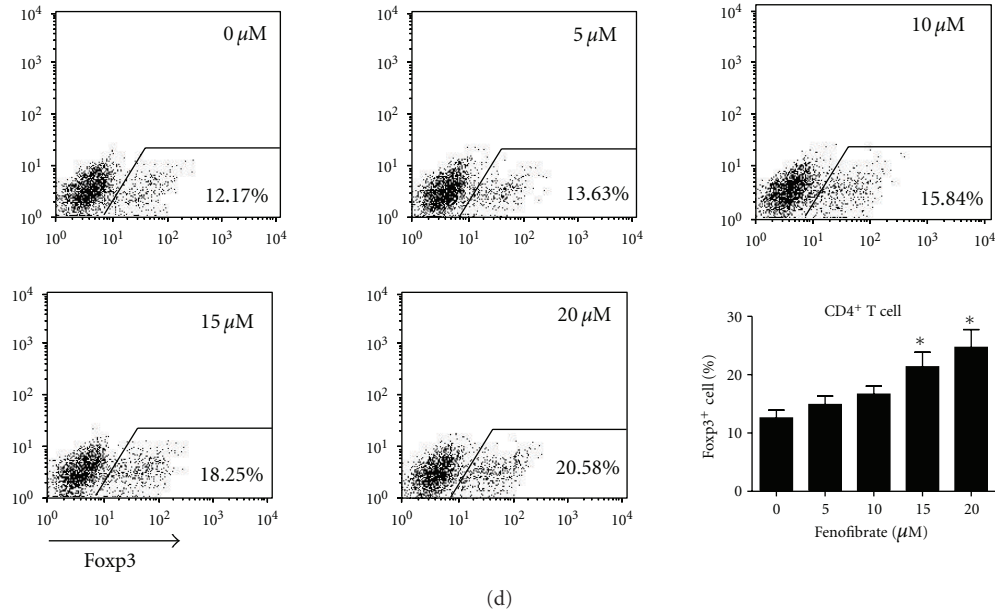 10⁴
10³
10²
10¹
10⁰
0 μM
12.17%
10⁰ 10¹ 10² 10³ 10⁴
10⁴
10³
10²
10¹
10⁰
5 μM
13.63%
10⁰ 10¹ 10² 10³ 10⁴
10⁴
10³
10²
10¹
10⁰
10 μM
15.84%
10⁰ 10¹ 10² 10³ 10⁴
10⁴
10³
10²
10¹
10⁰
15 μM
18.25%
10⁰ 10¹ 10² 10³ 10⁴
Foxp3
10⁴
10³
10²
10¹
10⁰
20 μM
20.58%
10⁰ 10¹ 10² 10³ 10⁴
CD4⁺ T cell
Foxp3⁺ cell (%)
30
20
10
0
* *
0 5 10 15 20
Fenofibrate (μM)
(d)